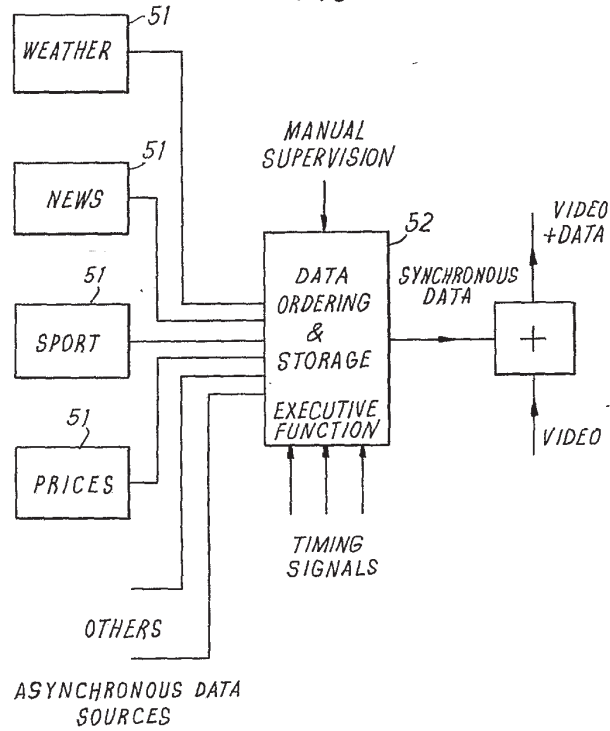 51
WEATHER
51
NEWS
51
SPORT
51
PRICES
OTHERS
ASYNCHRONOUS DATA
SOURCES
MANUAL
SUPERVISION
52
DATA
ORDERING
&
STORAGE
EXECUTIVE
FUNCTION
TIMING
SIGNALS
SYNCHRONOUS
DATA
VIDEO
+DATA
+
VIDEO